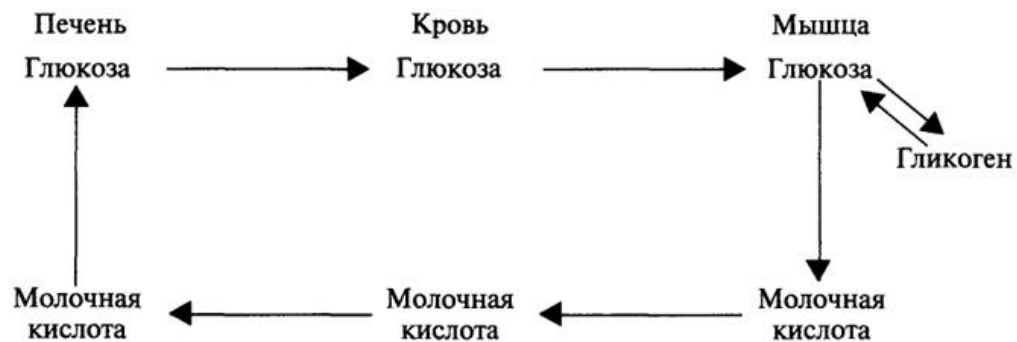 Печень Кровь Мышца
Глюкоза Глюкоза Глюкоза
Гликоген
Молочная Молочная Молочная
кислота кислота кислота